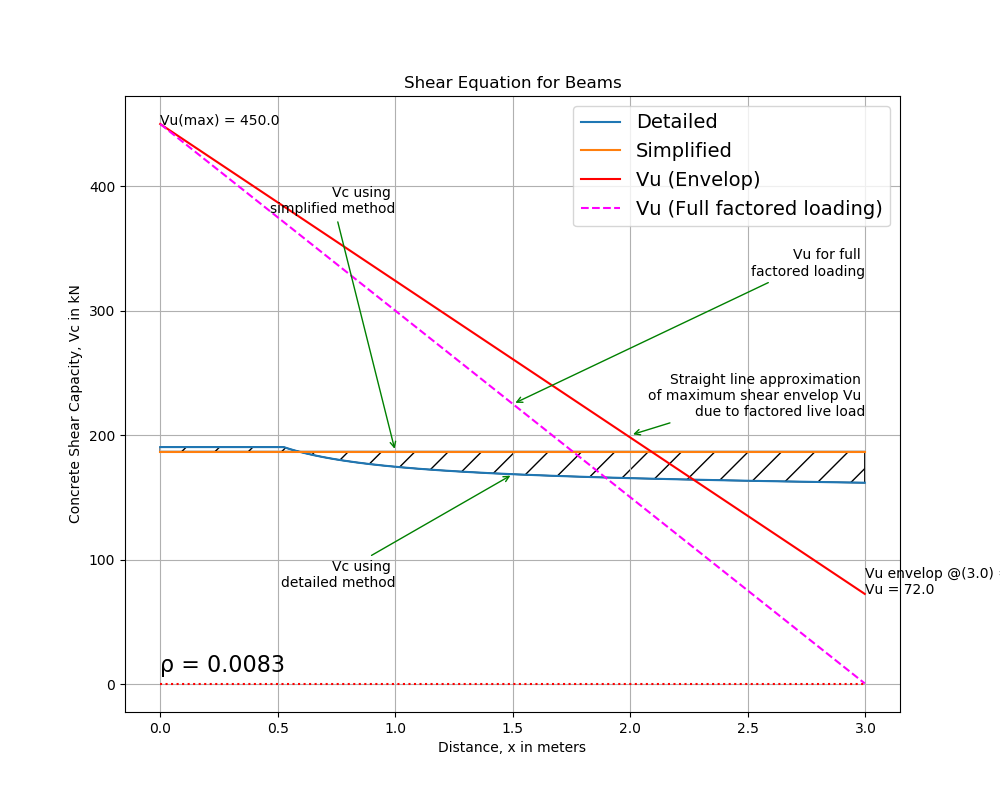 Shear Equation for Beams
Vu(max) = 450.0
Detailed
Simplified
Vu (Envelop)
Vu (Full factored loading)
Vc using
simplified method
Vu for full
factored loading
Straight line approximation
of maximum shear envelop Vu
due to factored live load
Vc using
detailed method
Vu envelop @(3.0)
Vu = 72.0
ρ = 0.0083
400
300
200
100
0
Concrete Shear Capacity, Vc in kN
0.0 0.5 1.0 1.5 2.0 2.5 3.0
Distance, x in meters